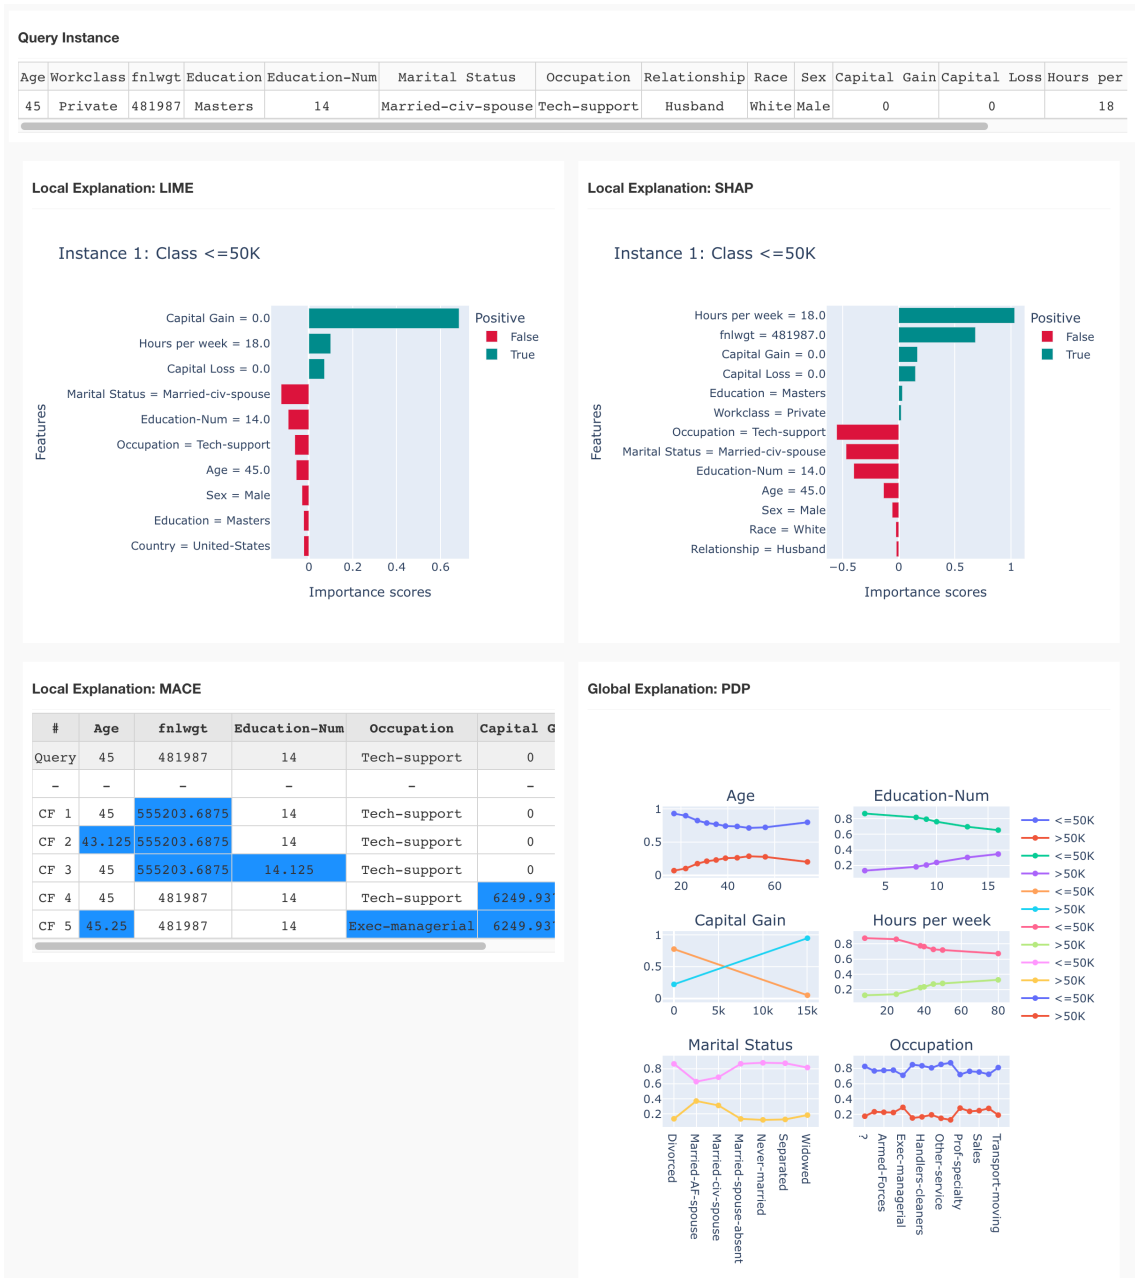 Query Instance
Age Workclass fnlwgt Education Education-Num Marital Status Occupation Relationship Race Sex Capital Gain Capital Loss Hours per
45 Private 481987 Masters 14 Married-civ-spouse Tech-support Husband White Male 0 0 18
Local Explanation: LIME
Instance 1: Class <=50K
Positive
False
True
Features
Capital Gain = 0.0
Hours per week = 18.0
Capital Loss = 0.0
Marital Status = Married-civ-spouse
Education-Num = 14.0
Occupation = Tech-support
Age = 45.0
Sex = Male
Education = Masters
Country = United-States
0 0.2 0.4 0.6
Importance scores
Local Explanation: SHAP
Instance 1: Class <=50K
Positive
False
True
Features
Hours per week = 18.0
fnlwgt = 481987.0
Capital Gain = 0.0
Capital Loss = 0.0
Education = Masters
Workclass = Private
Occupation = Tech-support
Marital Status = Married-civ-spouse
Education-Num = 14.0
Age = 45.0
Sex = Male
Race = White
Relationship = Husband
−0.5 0 0.5 1
Importance scores
Local Explanation: MACE
# Age fnlwgt Education-Num Occupation Capital G
Query 45 481987 14 Tech-support 0
– – – – – –
CF 1 45 555203.6875 14 Tech-support 0
CF 2 43.125 555203.6875 14 Tech-support 0
CF 3 45 555203.6875 14.125 Tech-support 0
CF 4 45 481987 14 Tech-support 6249.93
CF 5 45.25 481987 14 Exec-managerial 6249.93
Global Explanation: PDP
Age
1
0.5
0
20 40 60
Education-Num
0.8
0.6
0.4
0.2
5 10 15
Capital Gain
1
0.5
0
0 5k 10k 15k
Hours per week
0.8
0.6
0.4
0.2
20 40 60 80
Marital Status
0.8
0.6
0.4
0.2
Divorced
Married-AF-spouse
Married-civ-spouse
Married-spouse-absent
Never-married
Separated
Widowed
Occupation
0.8
0.6
0.4
0.2
?
Armed-Forces
Exec-managerial
Handlers-cleaners
Other-service
Prof-specialty
Sales
Transport-moving
<=50K
>50K
<=50K
>50K
<=50K
>50K
<=50K
>50K
<=50K
>50K
<=50K
>50K